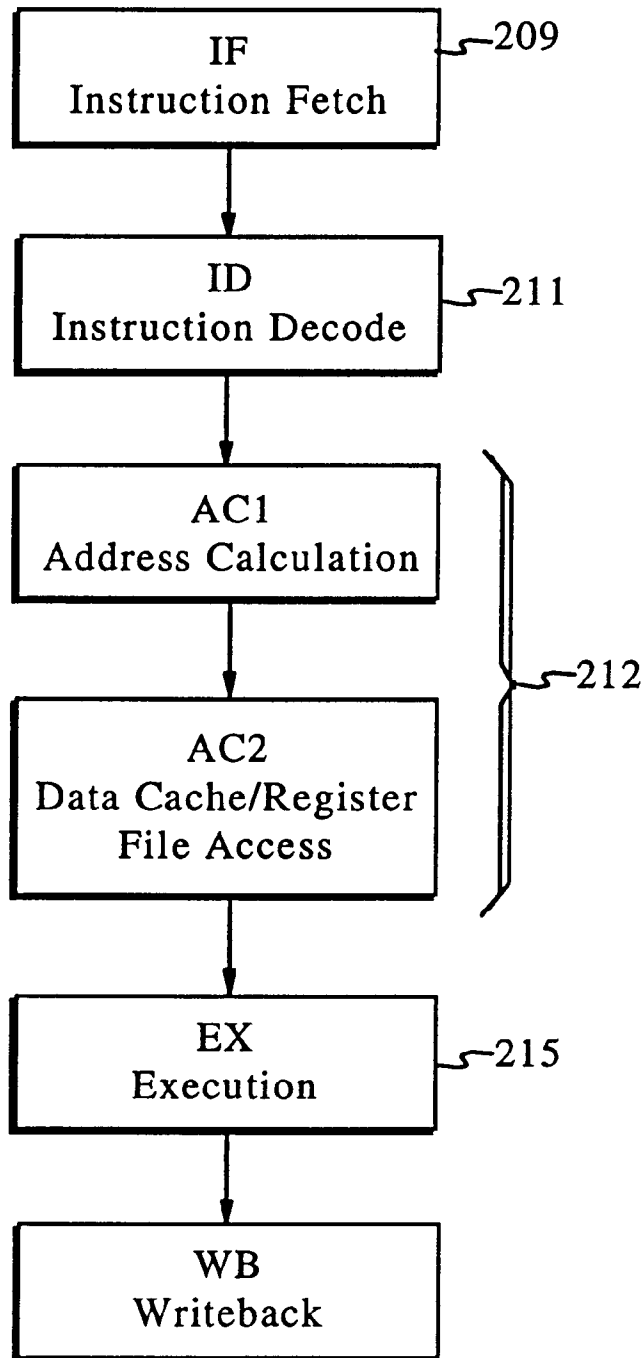 IF
Instruction Fetch
209
ID
Instruction Decode
211
AC1
Address Calculation
212
AC2
Data Cache/Register
File Access
EX
Execution
215
WB
Writeback